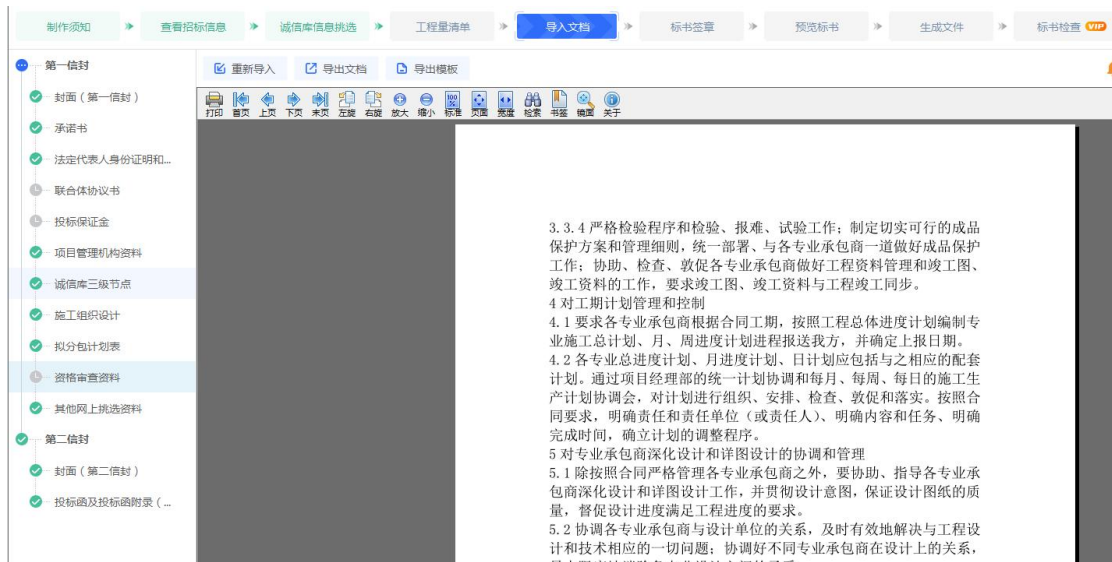 制作须知 查看招标信息 诚信库信息挑选 工程量清单 导入文档 标书签章 预览标书 生成文件 标书检查 VIP
第一信封
重新导入 导出文档 导出模板
封面（第一信封）
承诺书
法定代表人身份证明和...
联合体协议书
投标保证金
项目管理机构资料
诚信库三级节点
施工组织设计
拟分包计划表
资格审查资料
其他网上挑选资料
第二信封
封面（第二信封）
投标函及投标函附录（...
打印 首页 上页 下页 末页 左旋 右旋 放大 缩小 标准 页面 宽度 检索 书签 镜面 关于
100%
3.3.4 严格检验程序和检验、报难、试验工作；制定切实可行的成品
保护方案和管理细则，统一部署、与各专业承包商一道做好成品保护
工作；协助、检查、敦促各专业承包商做好工程资料管理和竣工图、
竣工资料的工作，要求竣工图、竣工资料与工程竣工同步。
4 对工期计划管理和控制
4.1 要求各专业承包商根据合同工期，按照工程总体进度计划编制专
业施工总计划、月、周进度计划进程报送我方，并确定上报日期。
4.2 各专业总进度计划、月进度计划、日计划应包括与之相应的配套
计划。通过项目经理部的统一计划协调和每月、每周、每日的施工生
产计划协调会，对计划进行组织、安排、检查、敦促和落实。按照合
同要求，明确责任和责任单位（或责任人）、明确内容和任务、明确
完成时间，确立计划的调整程序。
5 对专业承包商深化设计和详图设计的协调和管理
5.1 除按照合同严格管理各专业承包商之外，要协助、指导各专业承
包商深化设计和详图设计工作，并贯彻设计意图，保证设计图纸的质
量，督促设计进度满足工程进度的要求。
5.2 协调各专业承包商与设计单位的关系，及时有效地解决与工程设
计和技术相应的一切问题；协调好不同专业承包商在设计上的关系，